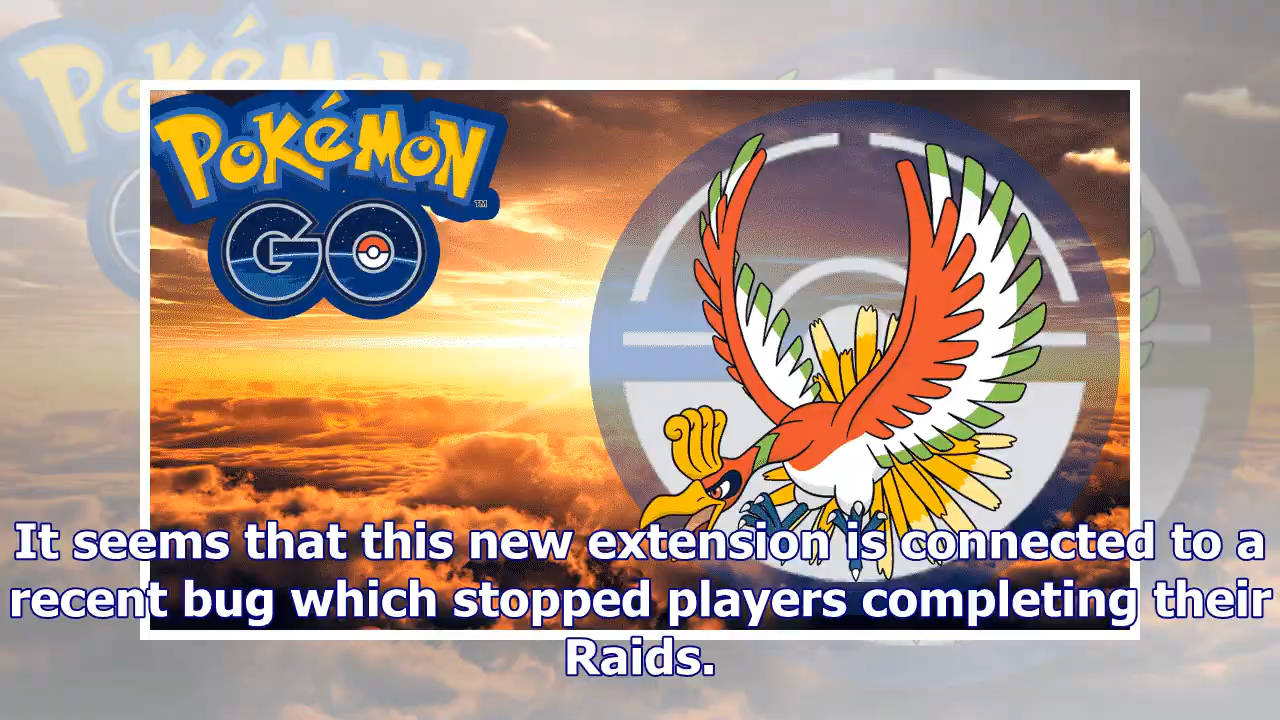 POKÉMON
GO
TM
It seems that this new extension is connected to a
recent bug which stopped players completing their
Raids.